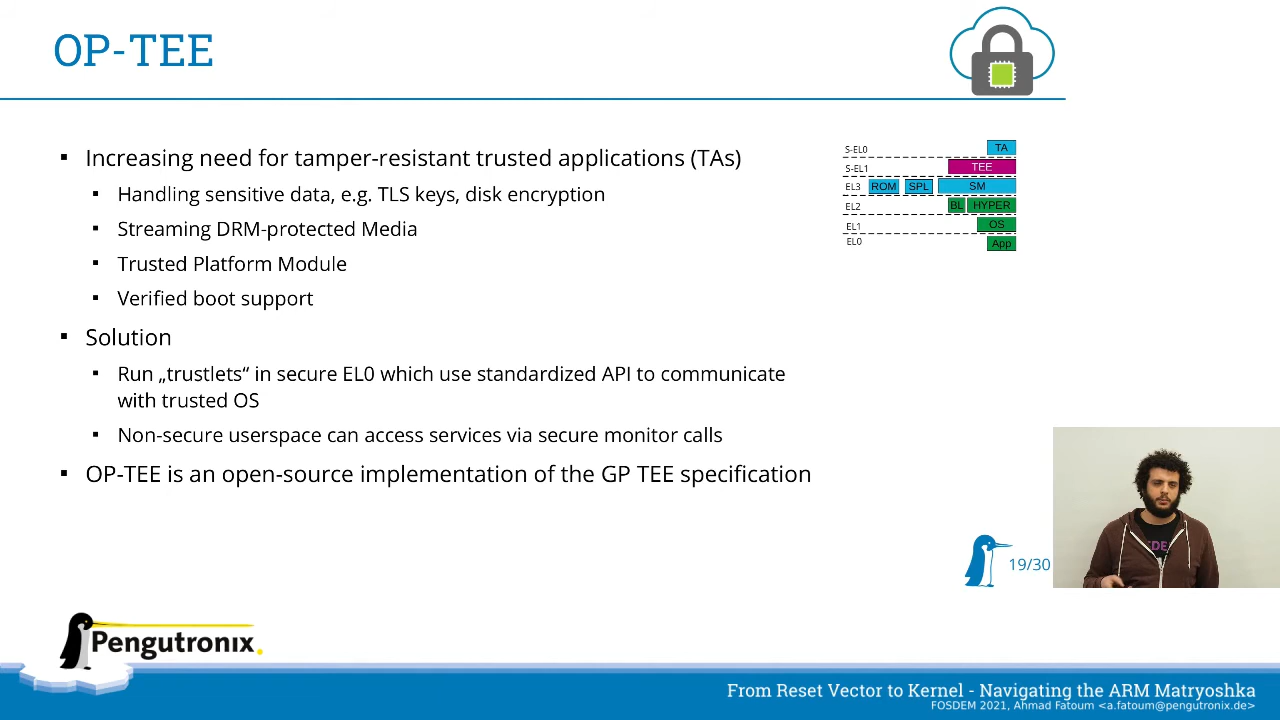 OP-TEE
Increasing need for tamper-resistant trusted applications (TAs)
Handling sensitive data, e.g. TLS keys, disk encryption
Streaming DRM-protected Media
Trusted Platform Module
Verified boot support
Solution
Run „trustlets“ in secure EL0 which use standardized API to communicate
with trusted OS
Non-secure userspace can access services via secure monitor calls
OP-TEE is an open-source implementation of the GP TEE specification
S-EL0 TA
S-EL1 TEE
EL3 ROM SPL SM
EL2 BL HYPER
EL1 OS
EL0 App
19/30
Pengutronix
From Reset Vector to Kernel - Navigating the ARM Matryoshka
FOSDEM 2021, Ahmad Fatoum <a.fatoum@pengutronix.de>